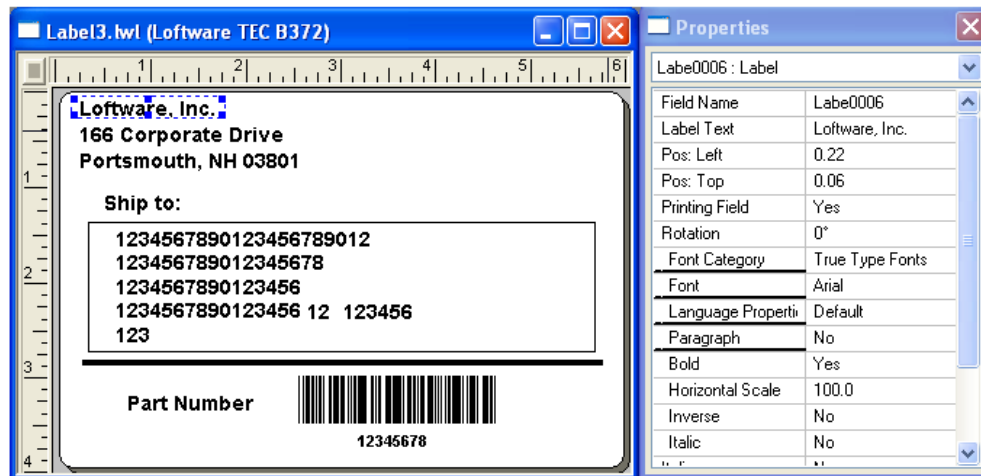 Label3.lwl (Loftware TEC B372)
1 2 3 4 5 6
Loftware, Inc.
166 Corporate Drive
Portsmouth, NH 03801
1
Ship to:
12345678901234567​89012
123456789012345678
1234567890123456
2
1234567890123456 12 123456
123
3
Part Number
12345678
4
Properties
Labe0006 : Label
Field Name Labe0006
Label Text Loftware, Inc.
Pos: Left 0.22
Pos: Top 0.06
Printing Field Yes
Rotation 0°
Font Category True Type Fonts
Font Arial
Language Properti
Default
Paragraph No
Bold Yes
Horizontal Scale 100.0
Inverse No
Italic No